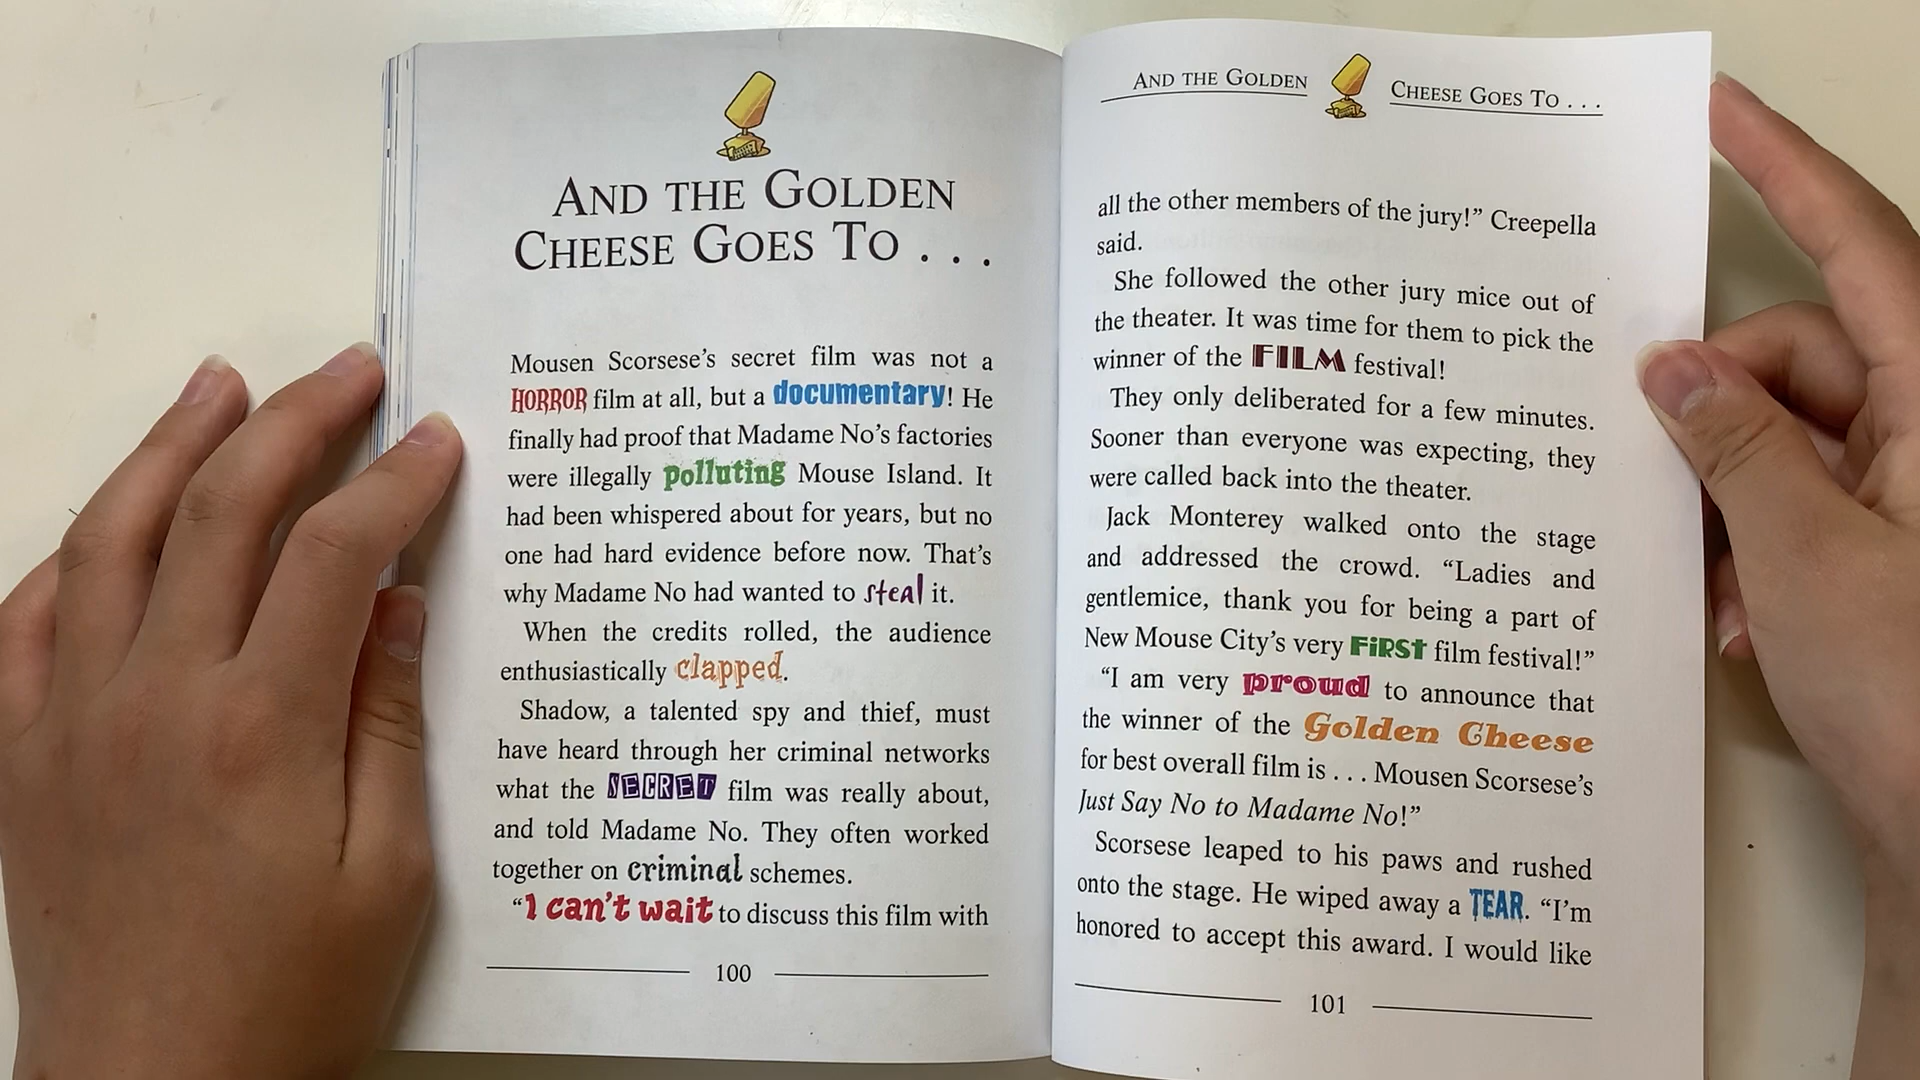 AND THE GOLDEN
CHEESE GOES TO . . .
Mousen Scorsese's secret film was not a
HORROR film at all, but a documentary! He
finally had proof that Madame No's factories
were illegally polluting Mouse Island. It
had been whispered about for years, but no
one had hard evidence before now. That's
why Madame No had wanted to steal it.
When the credits rolled, the audience
enthusiastically clapped.
Shadow, a talented spy and thief, must
have heard through her criminal networks
what the SECRET film was really about,
and told Madame No. They often worked
together on criminal schemes.
"I can't wait to discuss this film with
100
AND THE GOLDEN CHEESE GOES TO . . .
all the other members of the jury!" Creepella
said.
She followed the other jury mice out of
the theater. It was time for them to pick the
winner of the FILM festival!
They only deliberated for a few minutes.
Sooner than everyone was expecting, they
were called back into the theater.
Jack Monterey walked onto the stage
and addressed the crowd. "Ladies and
gentlemice, thank you for being a part of
New Mouse City's very FiRSt film festival!"
"I am very proud to announce that
the winner of the Golden Cheese
for best overall film is . . . Mousen Scorsese's
Just Say No to Madame No!"
Scorsese leaped to his paws and rushed
onto the stage. He wiped away a TEAR. "I'm
honored to accept this award. I would like
101